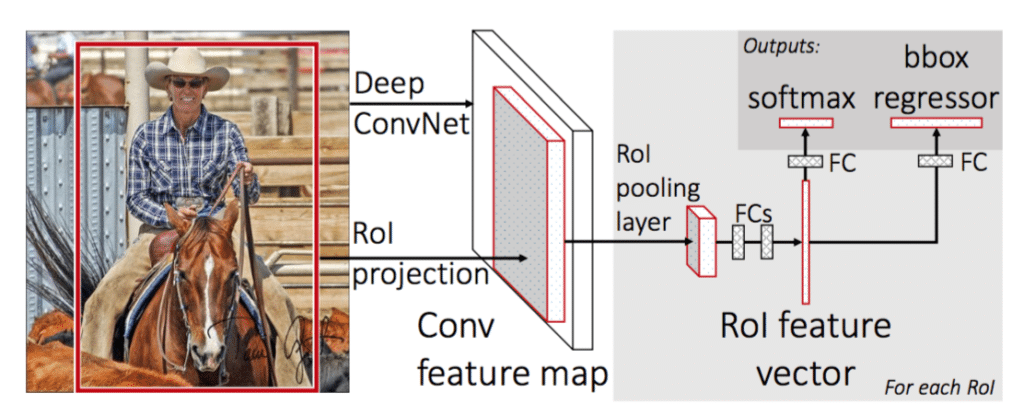 Deep
ConvNet
RoI
projection
Conv
feature map
RoI
pooling
layer
FCs
RoI feature
vector
For each RoI
Outputs:
softmax
bbox
regressor
FC
FC